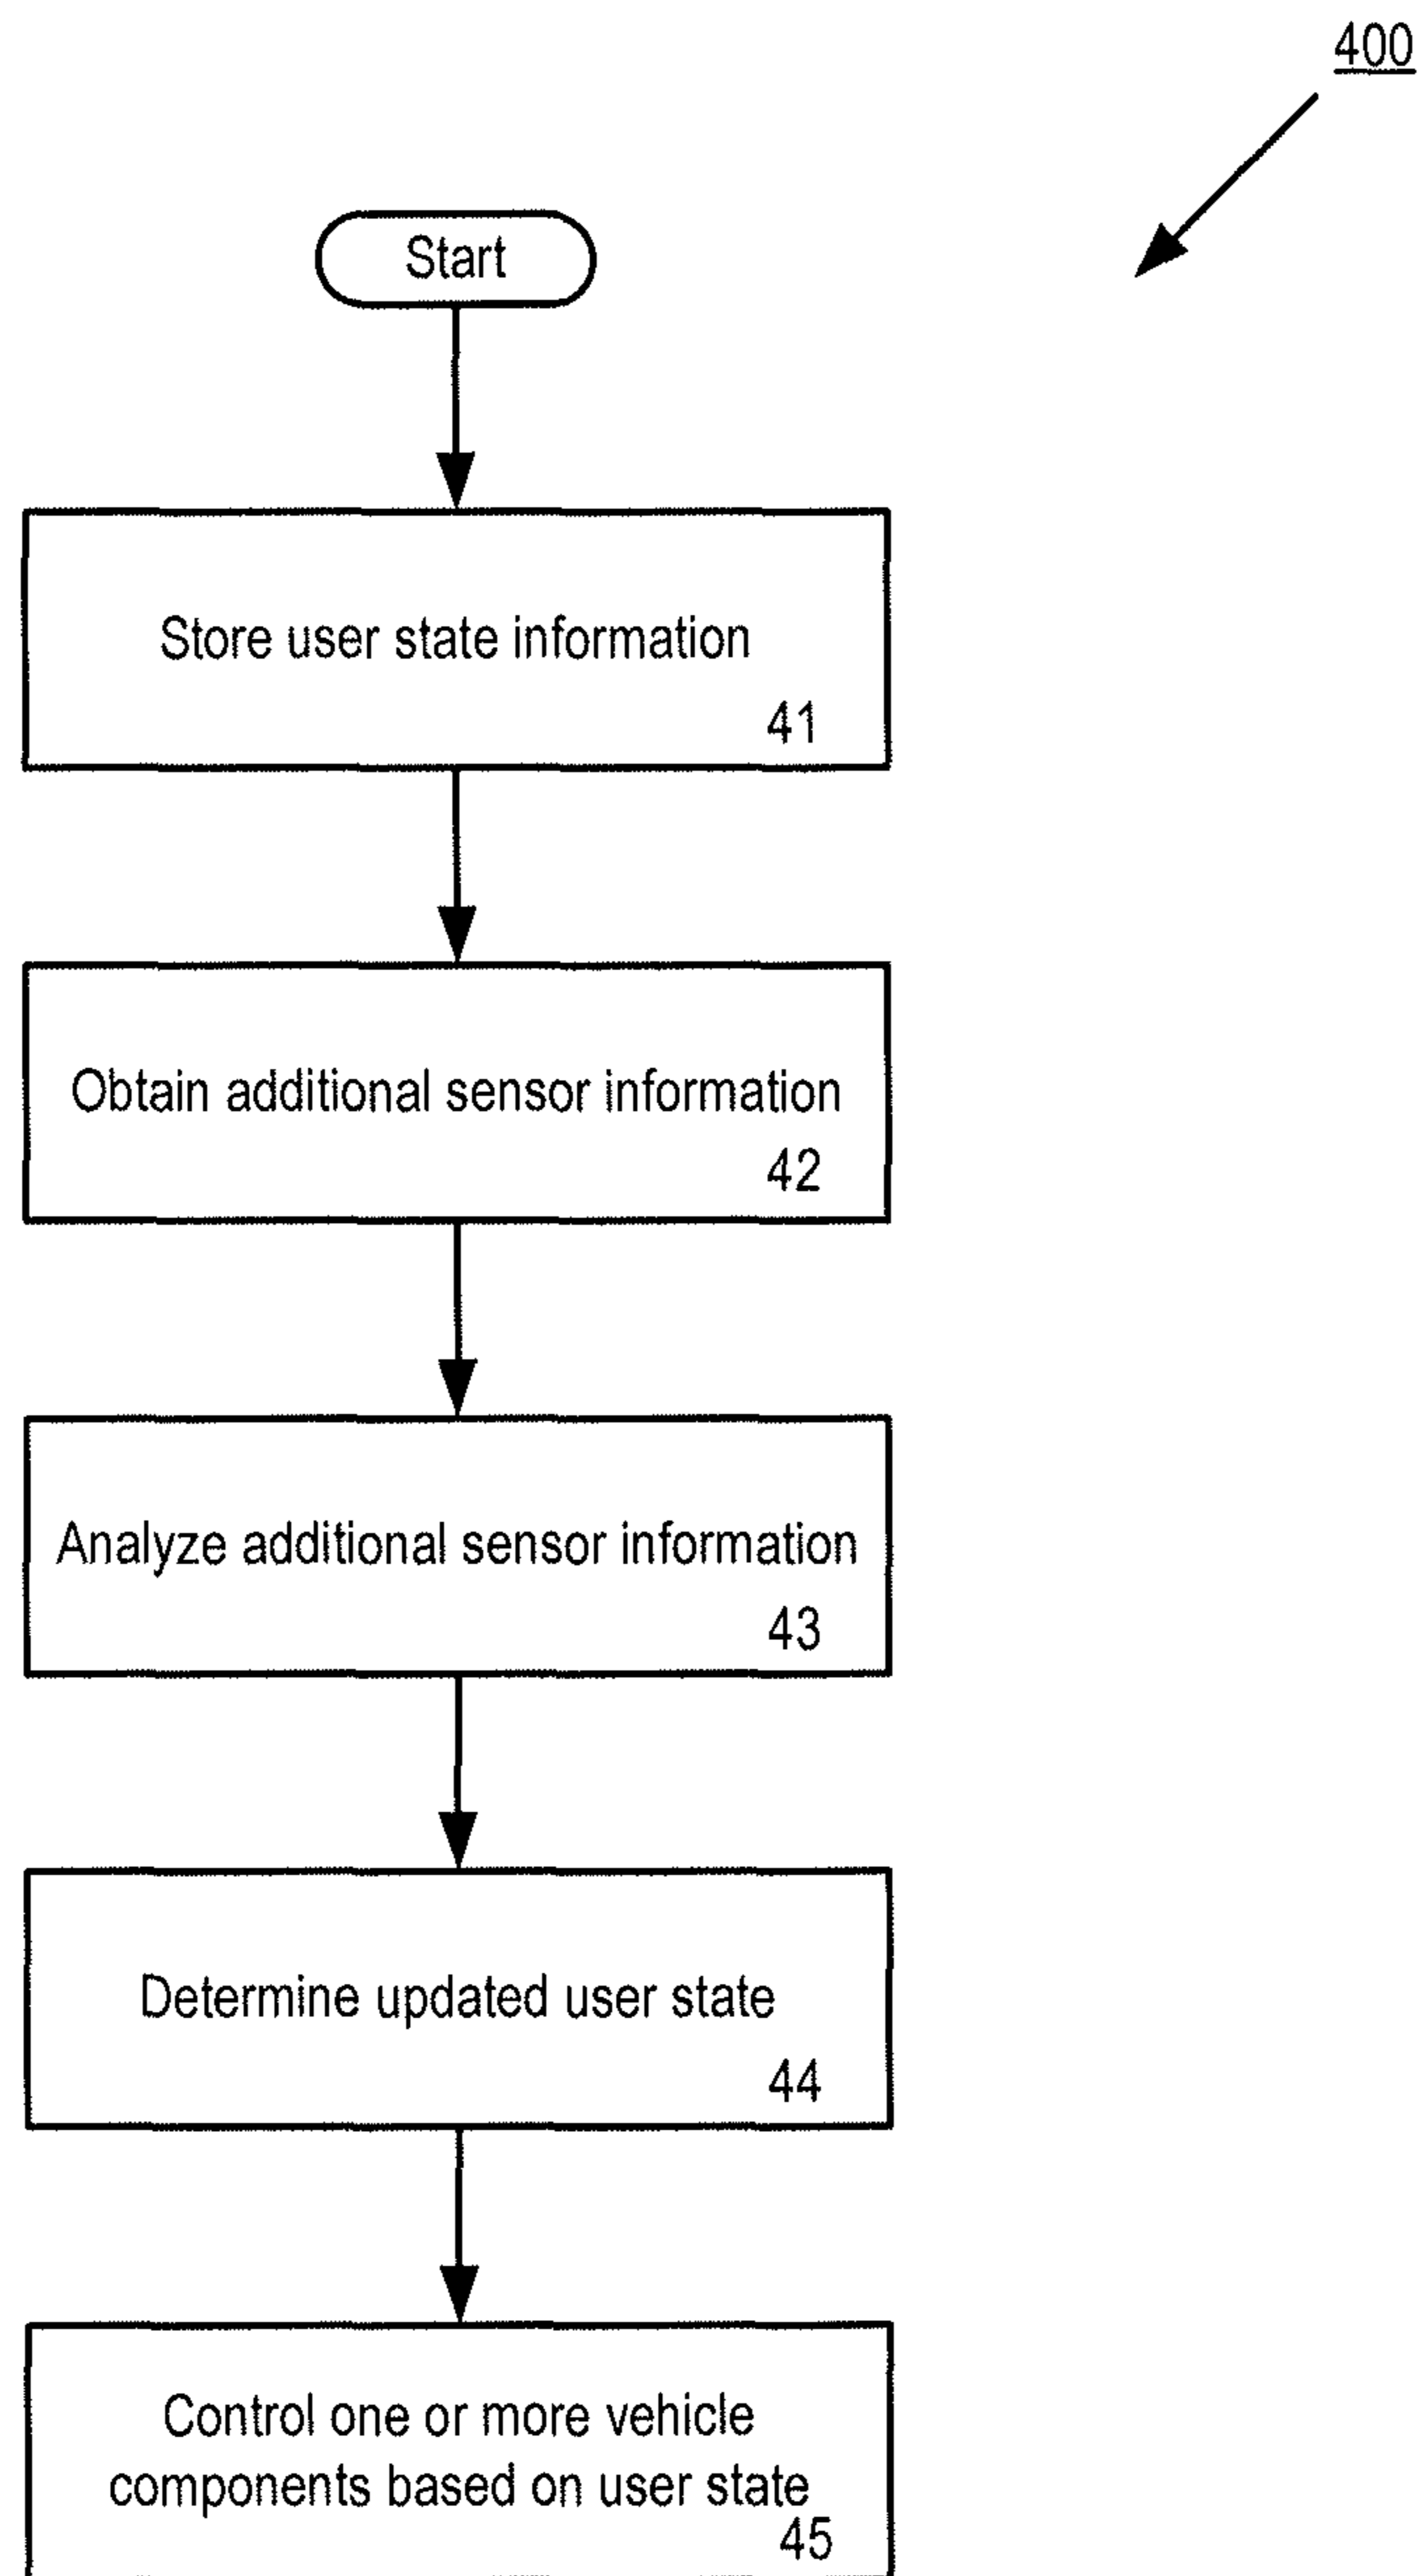 400
Start
Store user state information
41
Obtain additional sensor information
42
Analyze additional sensor information
43
Determine updated user state
44
Control one or more vehicle
components based on user state
45